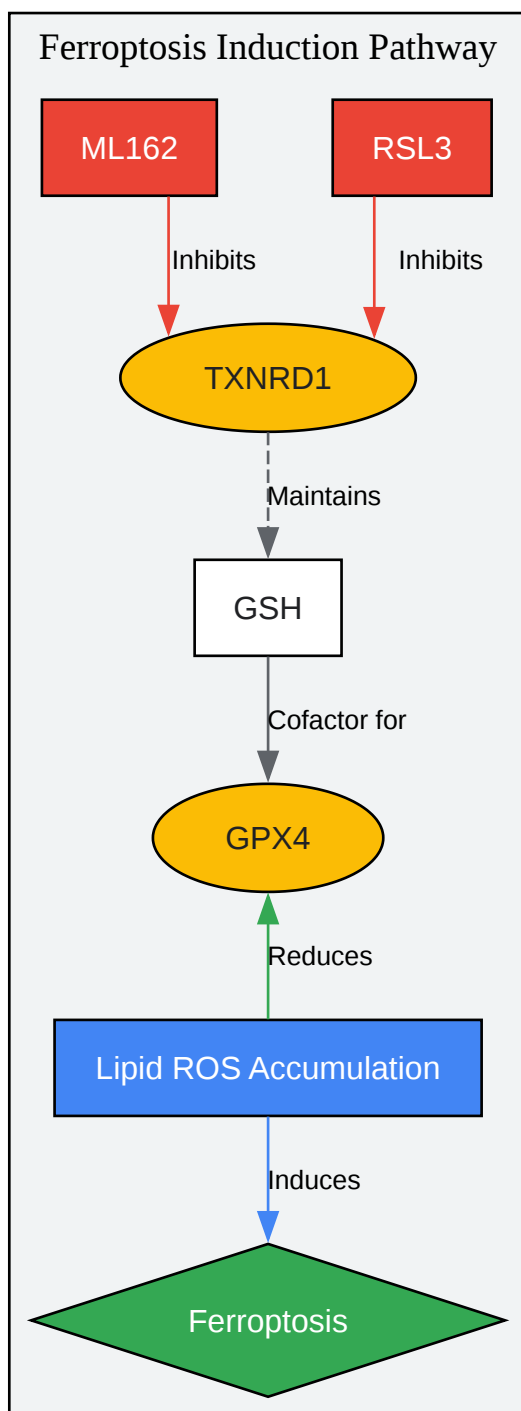 Ferroptosis Induction Pathway
ML162
RSL3
Inhibits
Inhibits
TXNRD1
Maintains
GSH
Cofactor for
GPX4
Reduces
Lipid ROS Accumulation
Induces
Ferroptosis